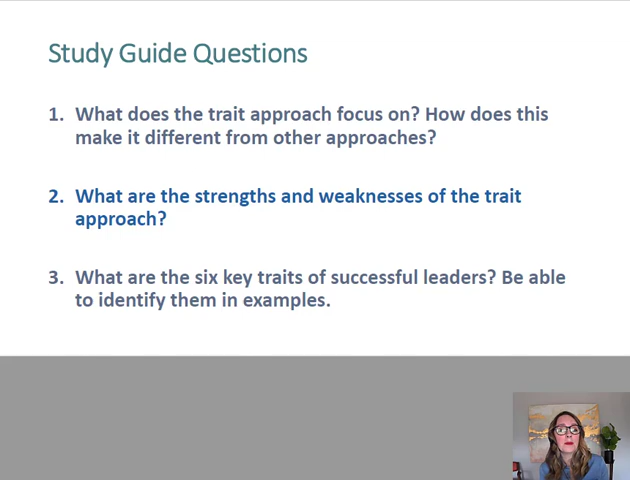 Study Guide Questions
1. What does the trait approach focus on? How does this
make it different from other approaches?
2. What are the strengths and weaknesses of the trait
approach?
3. What are the six key traits of successful leaders? Be able
to identify them in examples.